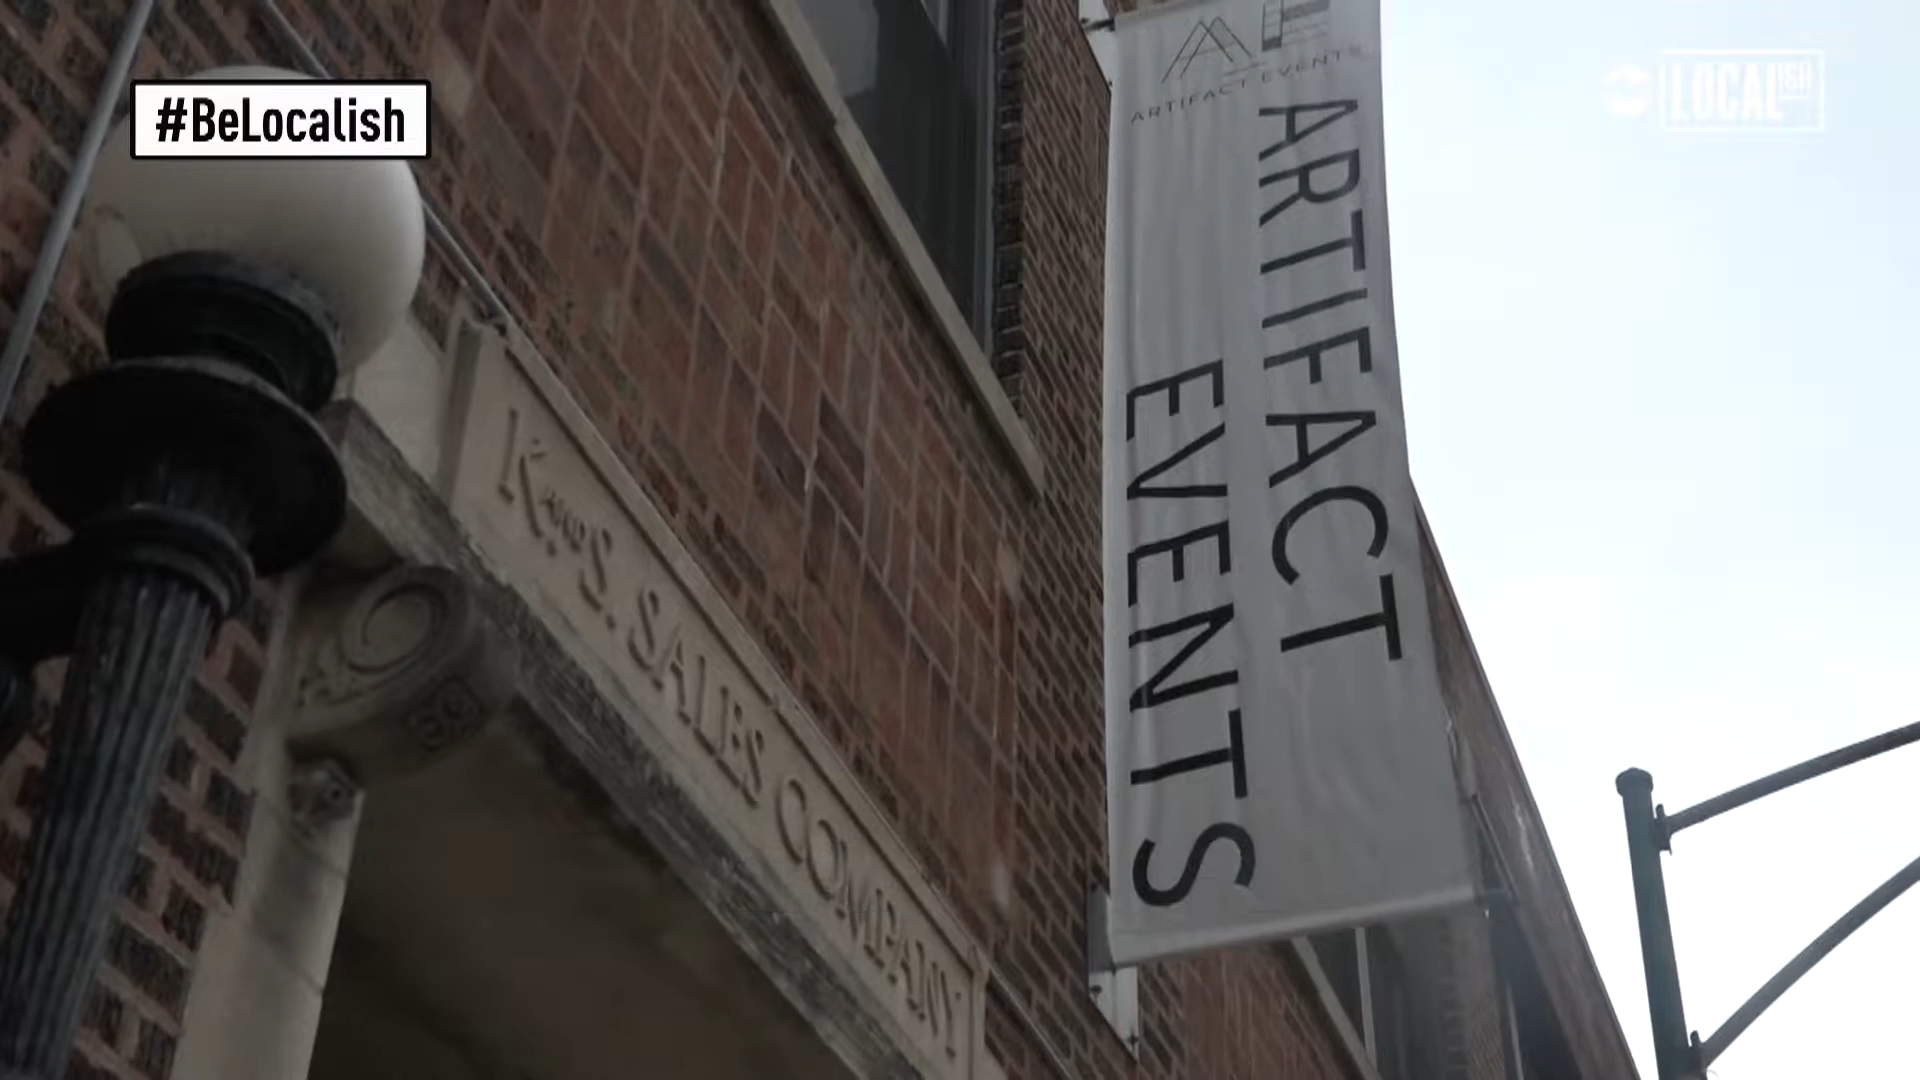 #BeLocalish
LOCALISH
ARTIFACT EVENTS
ARTIFACT
EVENTS
SALES COMPANY